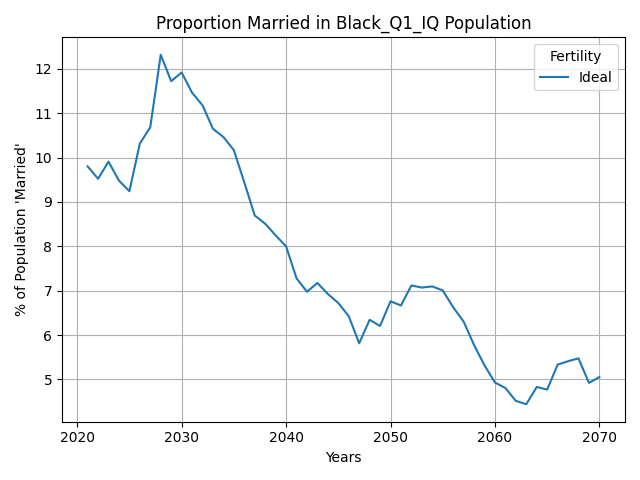 Proportion Married in Black_Q1_IQ Population
Fertility
Ideal
% of Population 'Married'
12
11
10
9
8
7
6
5
2020 2030 2040 2050 2060 2070
Years